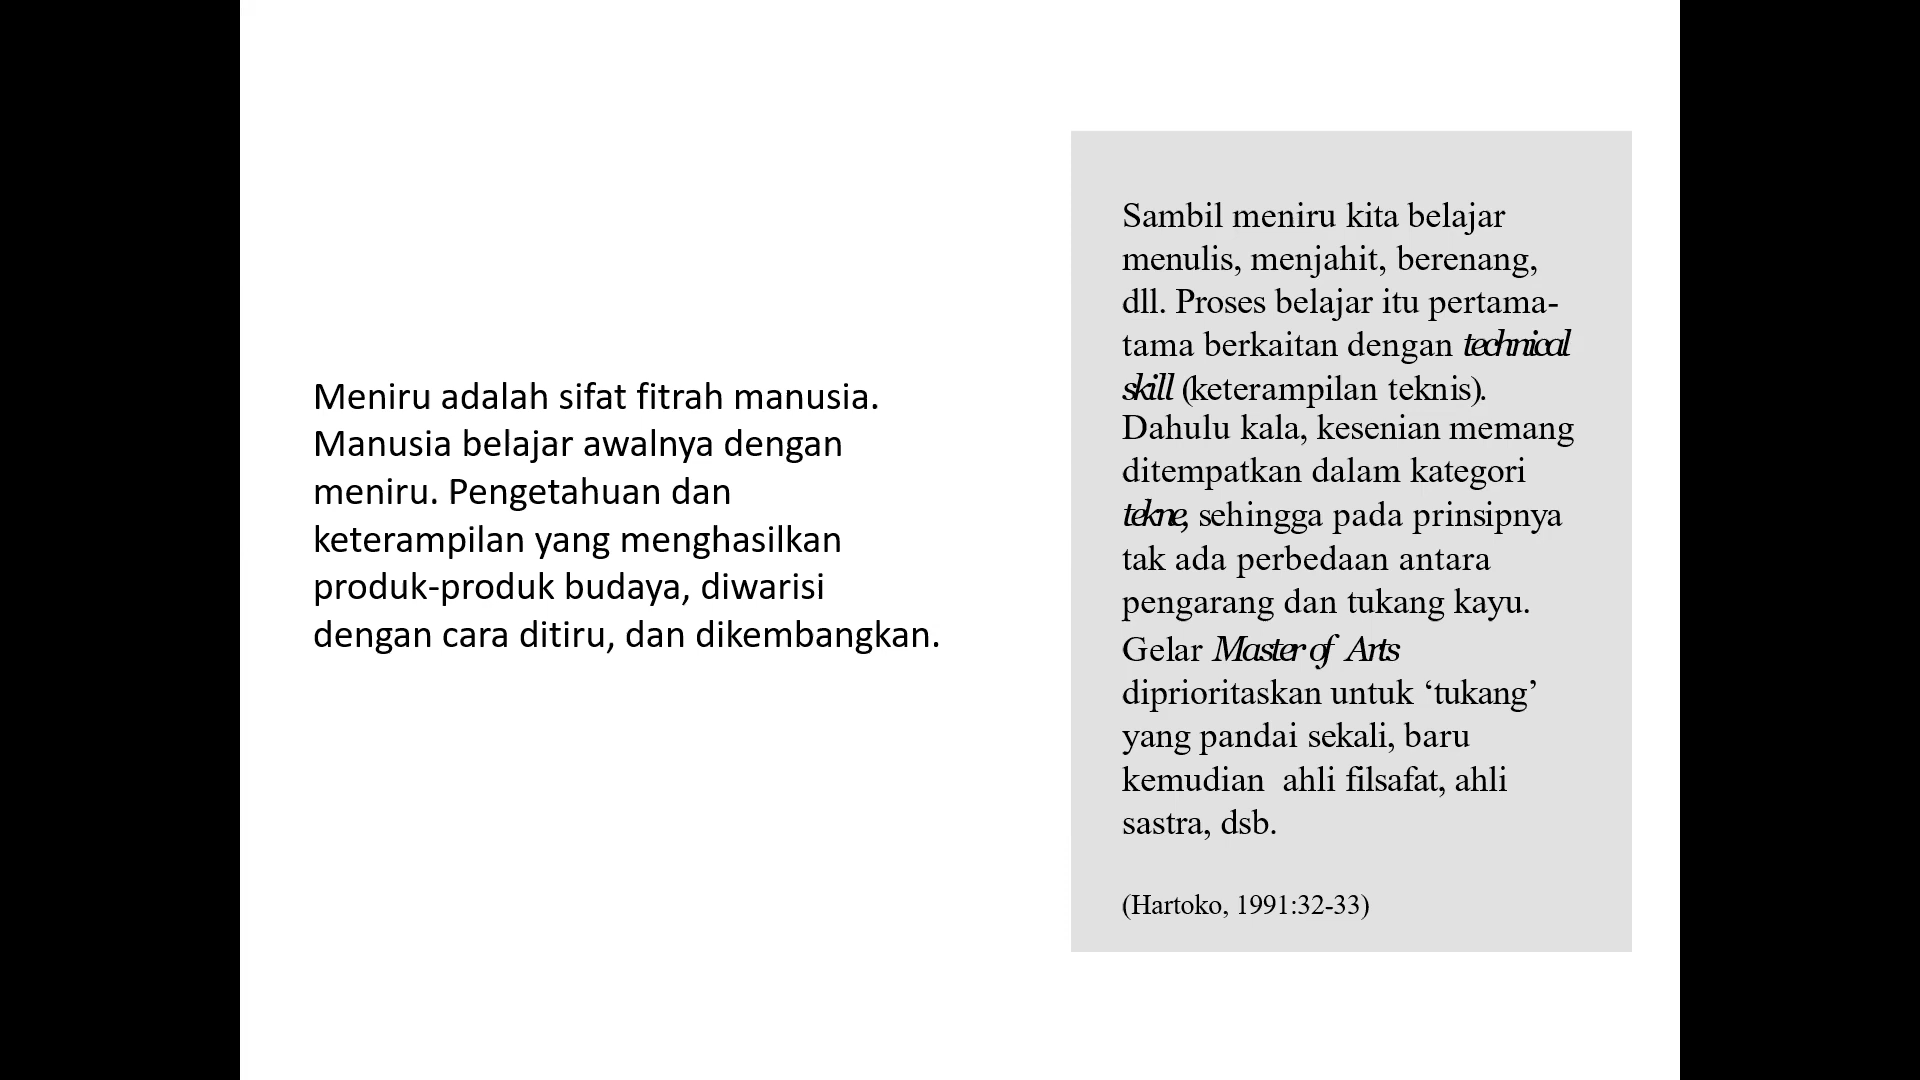 Meniru adalah sifat fitrah manusia.
Manusia belajar awalnya dengan
meniru. Pengetahuan dan
keterampilan yang menghasilkan
produk-produk budaya, diwarisi
dengan cara ditiru, dan dikembangkan.
Sambil meniru kita belajar
menulis, menjahit, berenang,
dll. Proses belajar itu pertama-
tama berkaitan dengan technical
skill (keterampilan teknis).
Dahulu kala, kesenian memang
ditempatkan dalam kategori
tekne, sehingga pada prinsipnya
tak ada perbedaan antara
pengarang dan tukang kayu.
Gelar Master of Arts
diprioritaskan untuk ‘tukang’
yang pandai sekali, baru
kemudian  ahli filsafat, ahli
sastra, dsb.
(Hartoko, 1991:32-33)